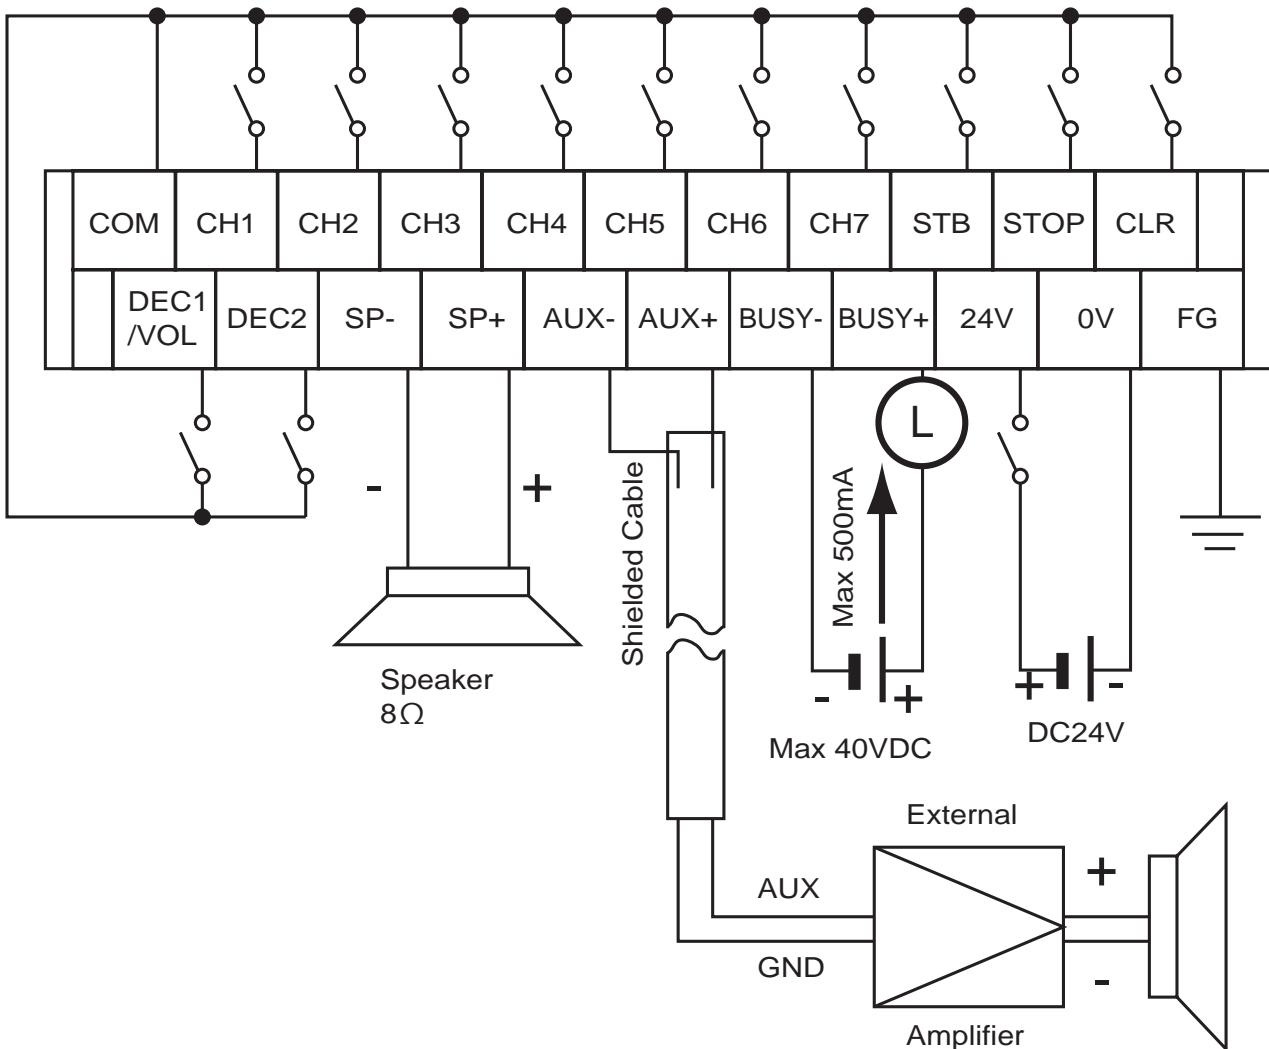 COM CH1 CH2 CH3 CH4 CH5 CH6 CH7 STB STOP CLR
DEC1
/VOL
DEC2 SP- SP+ AUX- AUX+ BUSY- BUSY+ 24V 0V FG
L
- +
Shielded Cable
Max 500mA
Speaker
8Ω
- +
Max 40VDC
+ -
DC24V
External
AUX
+
GND
-
Amplifier